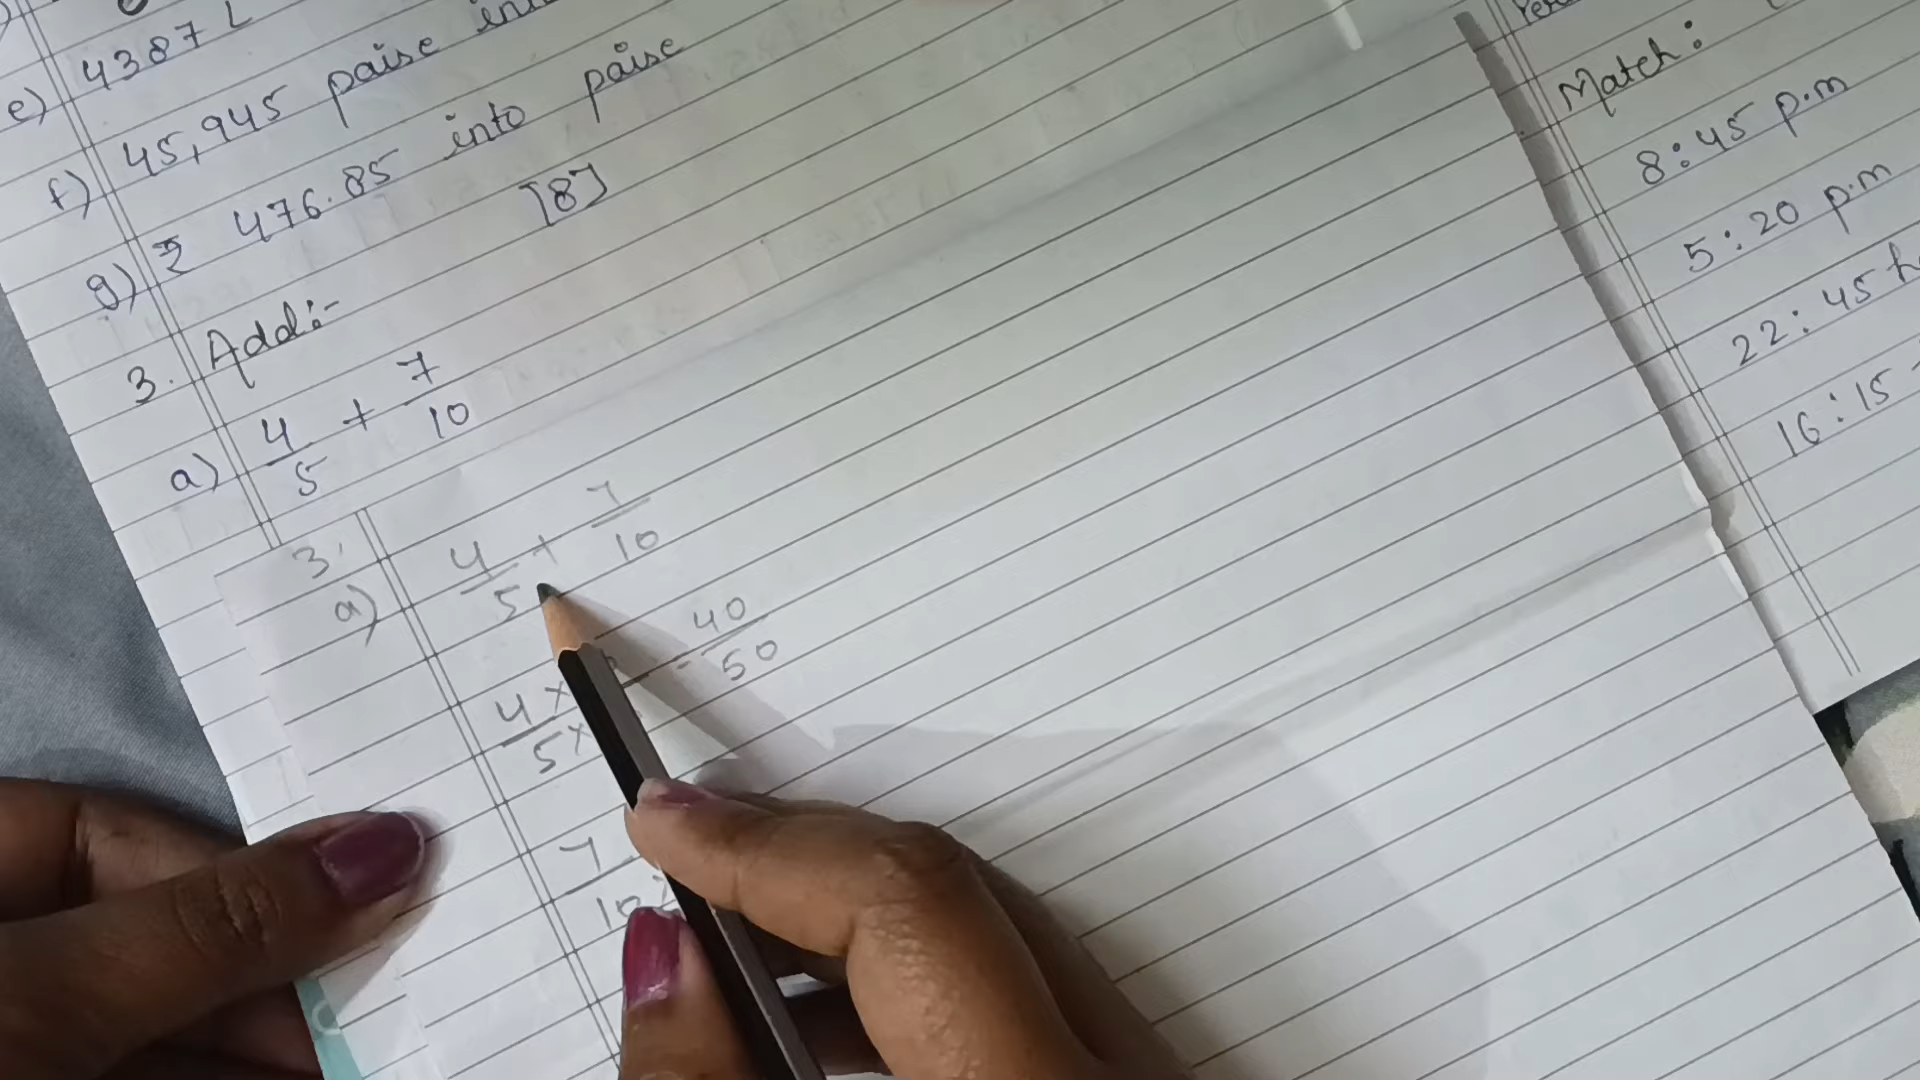 e) 4387 L
f) 45,945 paise
g) ₹ 476.85 into paise
[8]
3. Add:-
a) 4/5 + 7/10
3.
a) 4/5 + 7/10
4×
5×
= 40/50
7
10
Match:
8:45 p.m
5:20 p.m
22:45
16:15